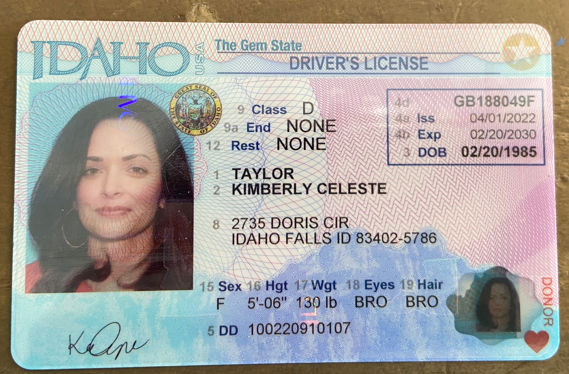 IDAHO USA The Gem State
DRIVER'S LICENSE
9 Class D
9a End NONE
12 Rest NONE
4d GB188049F
4a Iss 04/01/2022
4b Exp 02/20/2030
3 DOB 02/20/1985
1 TAYLOR
2 KIMBERLY CELESTE
8 2735 DORIS CIR
IDAHO FALLS ID 83402-5786
15 Sex 16 Hgt 17 Wgt 18 Eyes 19 Hair
F 5'-06" 130 lb BRO BRO
5 DD 100220910107
DONOR